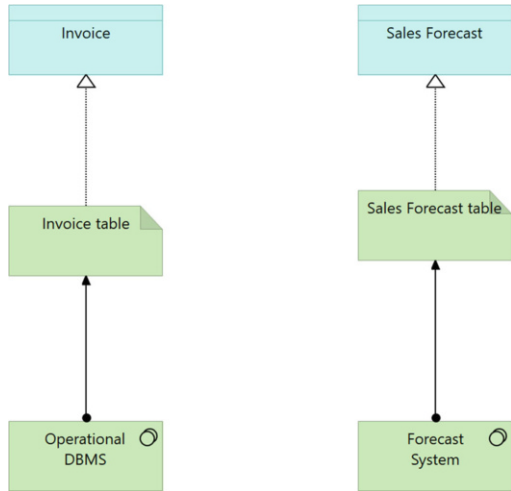 Invoice
Sales Forecast
Invoice table
Sales Forecast table
Operational
DBMS
Forecast
System